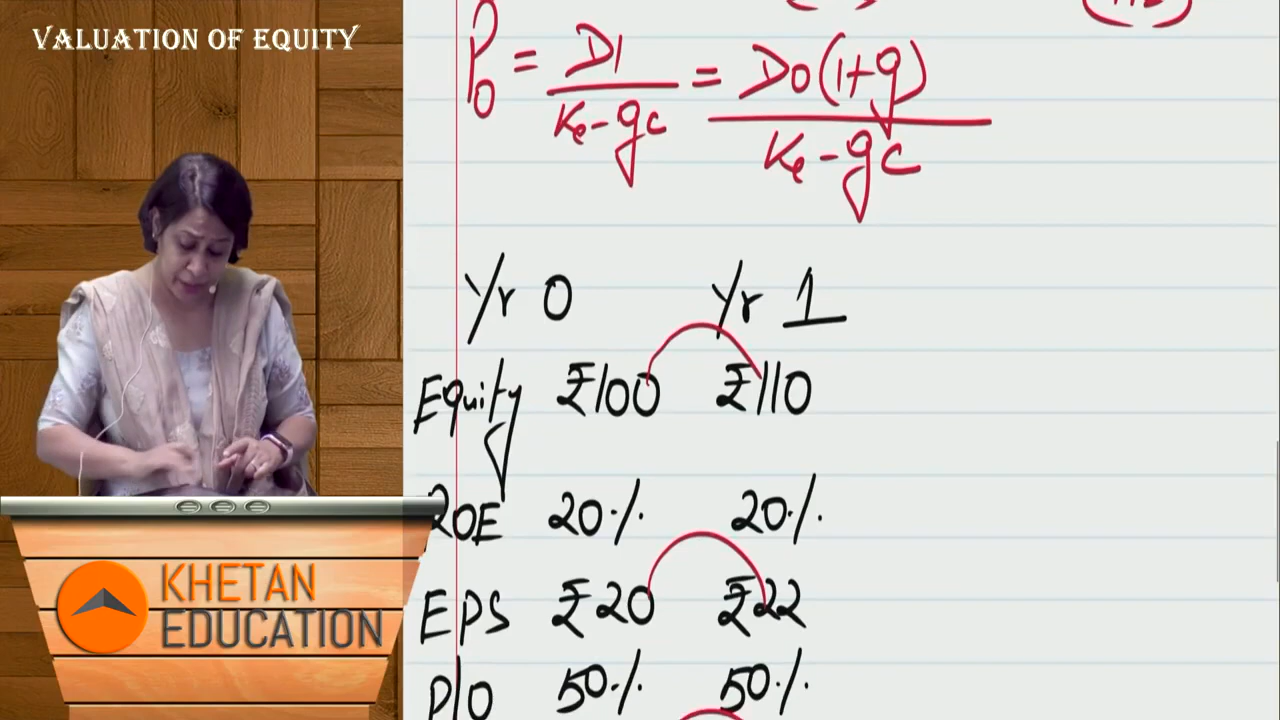 VALUATION OF EQUITY
P0 = D1 / Ke - gc = D0(1+g) / Ke - gc
Yr 0 Yr 1
Equity ₹100 ₹110
ROE 20% 20%
EPS ₹20 ₹22
P/O 50% 50%
KHETAN
EDUCATION